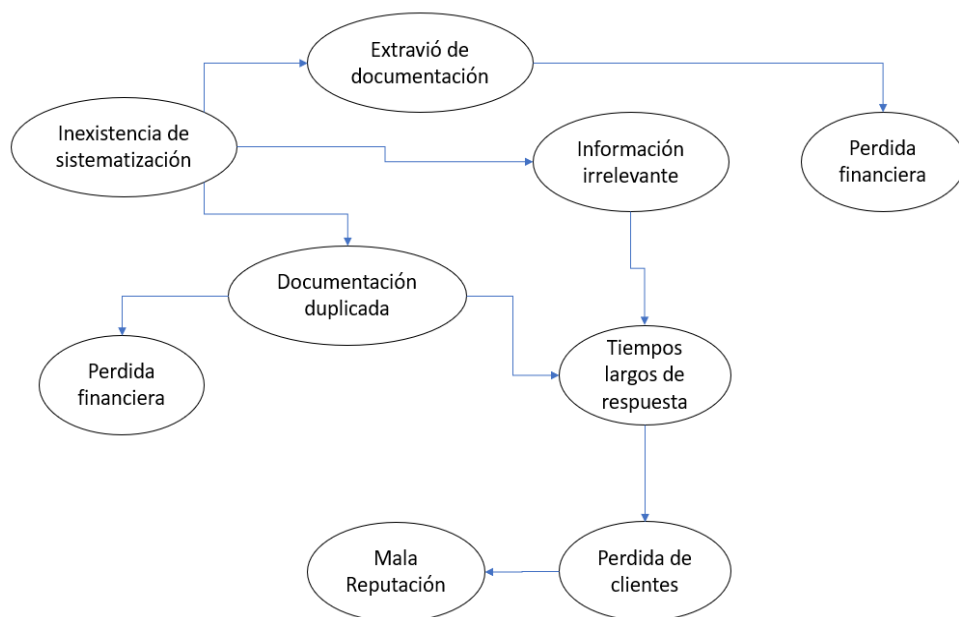 Extravió de
documentación
Inexistencia de
sistematización
Información
irrelevante
Perdida
financiera
Documentación
duplicada
Perdida
financiera
Tiempos
largos de
respuesta
Mala
Reputación
Perdida de
clientes